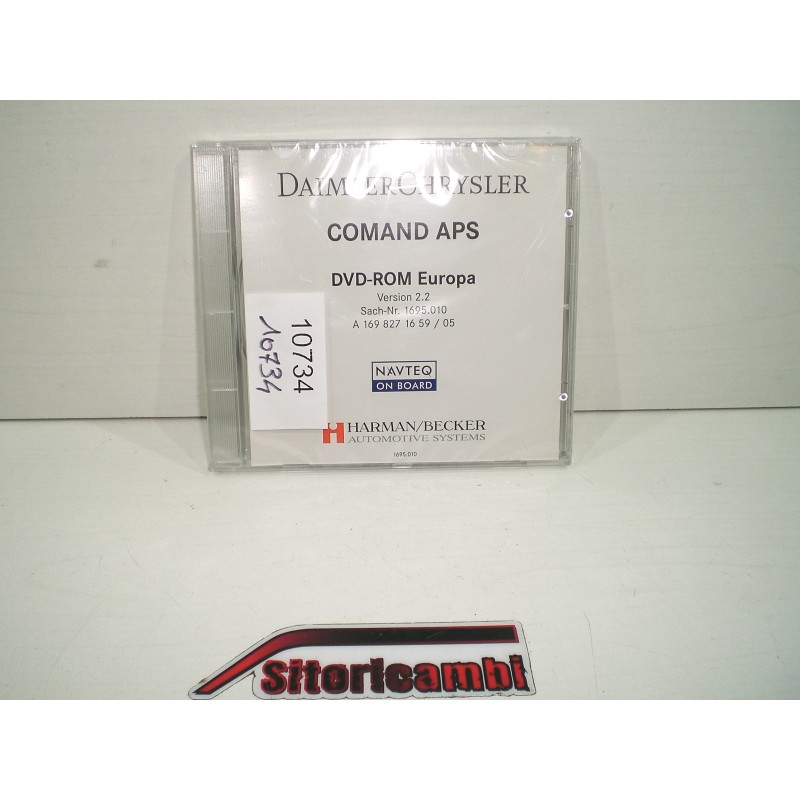 DAIMLERCHRYSLER
COMAND APS
DVD-ROM Europa
Version 2.2
Sach-Nr. 1695.010
A 169 827 16 59 / 05
10734
10734
NAVTEQ
ON BOARD
HARMAN/BECKER
AUTOMOTIVE SYSTEMS
1695.010
Sitoricambi